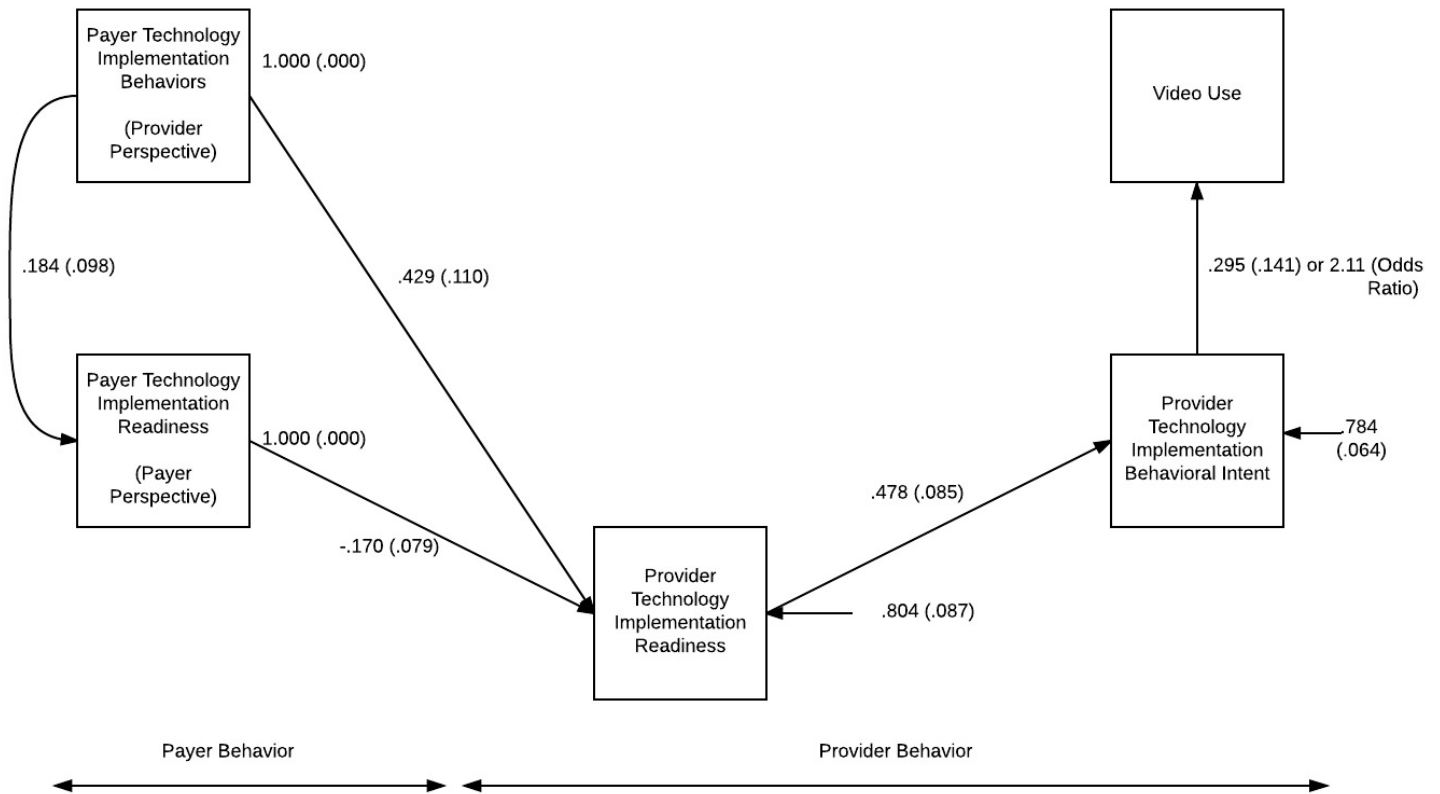 Payer Technology
Implementation
Behaviors
(Provider
Perspective)
1.000 (.000)
Video Use
.184 (.098)
.429 (.110)
.295 (.141) or 2.11 (Odds
Ratio)
Payer Technology
Implementation
Readiness
(Payer
Perspective)
1.000 (.000)
-.170 (.079)
Provider
Technology
Implementation
Behavioral Intent
.784
(.064)
.478 (.085)
Provider
Technology
Implementation
Readiness
.804 (.087)
Payer Behavior
Provider Behavior